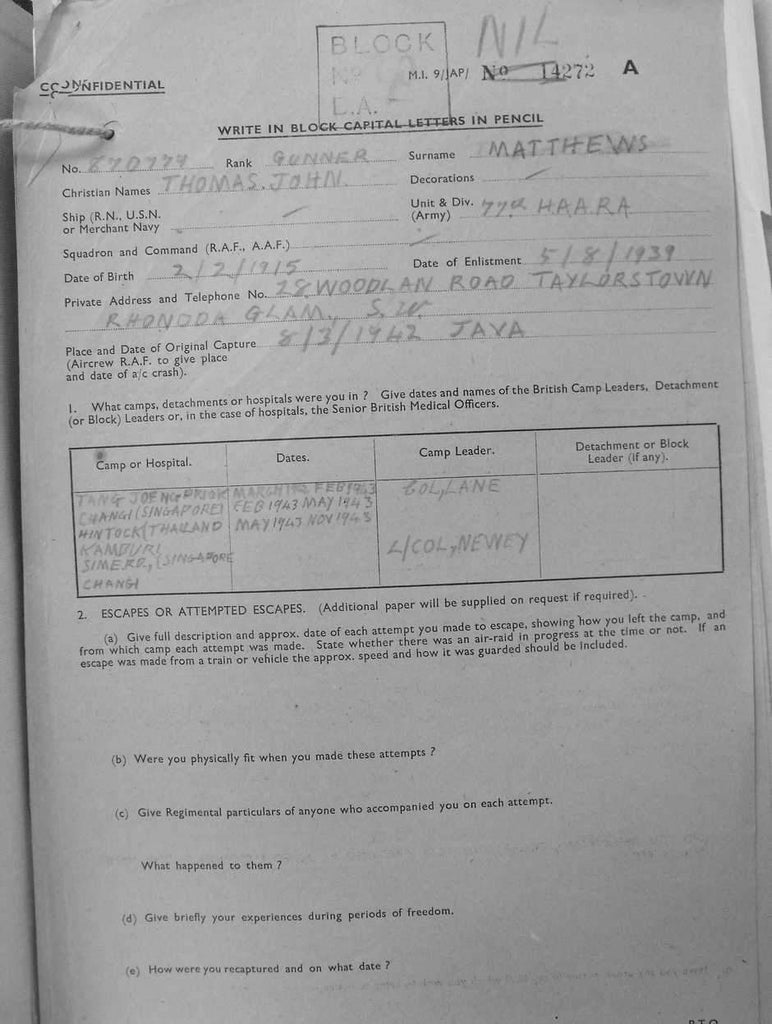 BLOCK
NIL
CONFIDENTIAL
M.I. 9/JAP/ No 14272 A
WRITE IN BLOCK CAPITAL LETTERS IN PENCIL
No. Rank GUNNER Surname MATTHEWS
Christian Names THOMAS. JOHN. Decorations
Ship (R.N., U.S.N.
or Merchant Navy
Unit & Div. 77th H.A.A.R.A
(Army)
Squadron and Command (R.A.F., A.A.F.)
Date of Birth 2/2/1915 Date of Enlistment 5/8/1939
Private Address and Telephone No. 28, WOODLAN ROAD TAYLORSTOWN
RHONDDA GLAM., S.W.
Place and Date of Original Capture 8/3/1942 JAVA
(Aircrew R.A.F. to give place
and date of a/c crash).
1. What camps, detachments or hospitals were you in ? Give dates and names of the British Camp Leaders, Detachment
(or Block) Leaders or, in the case of hospitals, the Senior British Medical Officers.
Camp or Hospital. Dates. Camp Leader. Detachment or Block
Leader (if any).
TANG JOENG PRIOK MARCH FEB 1943 COL, LANE
CHANGI (SINGAPORE) FEB 1943 MAY 1943
HINTOCK (THAILAND MAY 1943 NOV 1943
KAMBURI L/COL, NEWEY
SIME RD., (SINGAPORE
CHANGI
2. ESCAPES OR ATTEMPTED ESCAPES. (Additional paper will be supplied on request if required).
(a) Give full description and approx. date of each attempt you made to escape, showing how you left the camp, and
from which camp each attempt was made. State whether there was an air-raid in progress at the time or not. If an
escape was made from a train or vehicle the approx. speed and how it was guarded should be included.
(b) Were you physically fit when you made these attempts ?
(c) Give Regimental particulars of anyone who accompanied you on each attempt.
What happened to them ?
(d) Give briefly your experiences during periods of freedom.
(e) How were you recaptured and on what date ?
P.T.O.